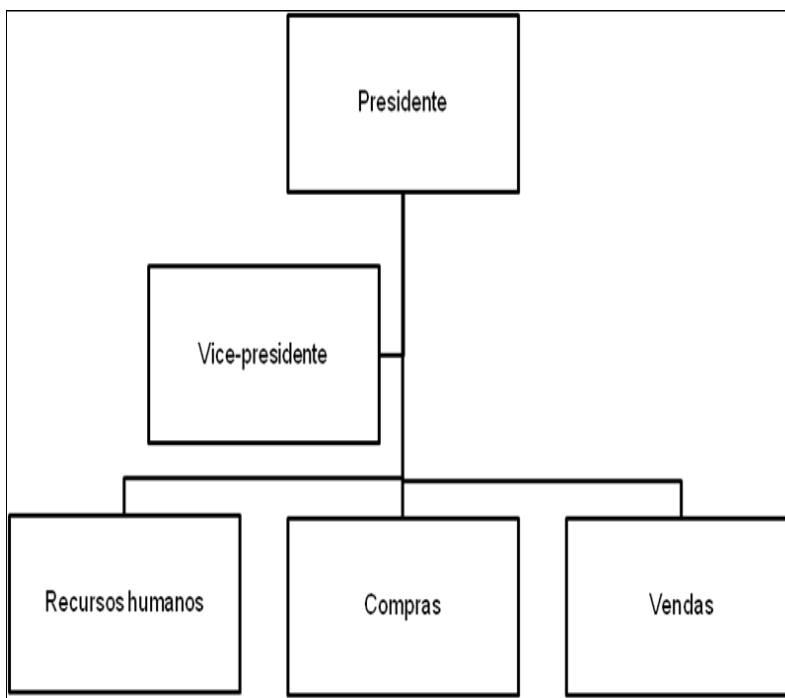 Presidente
Vice-presidente
Recursos humanos
Compras
Vendas